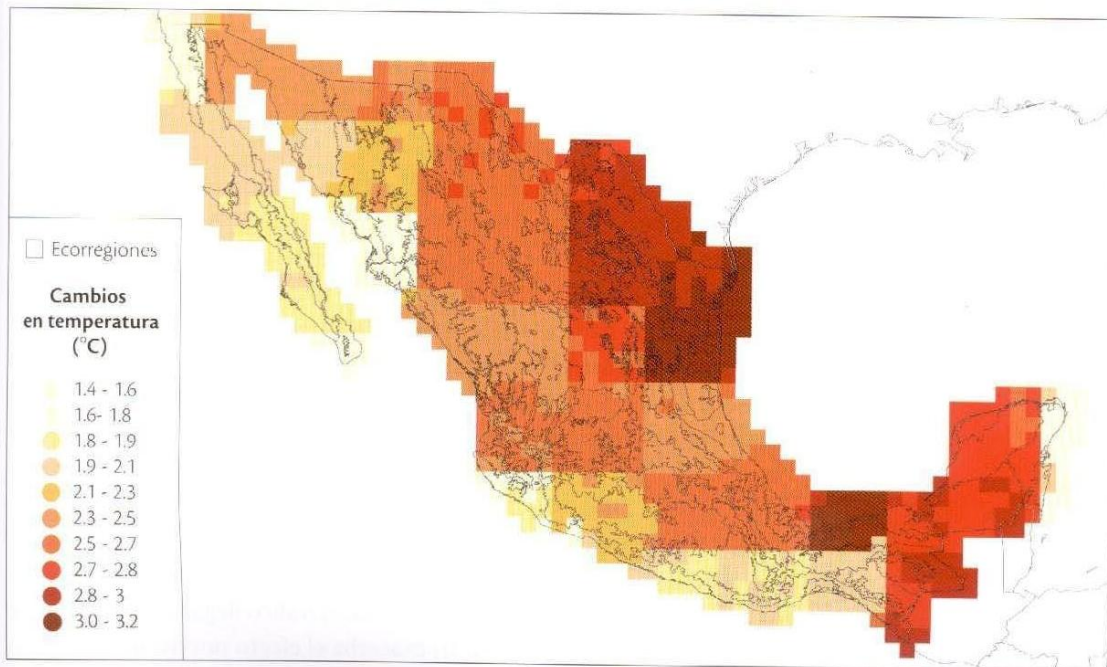 Ecorregiones
Cambios
en temperatura
(°C)
1.4 - 1.6
1.6- 1.8
1.8 - 1.9
1.9 - 2.1
2.1 - 2.3
2.3 - 2.5
2.5 - 2.7
2.7 - 2.8
2.8 - 3
3.0 - 3.2